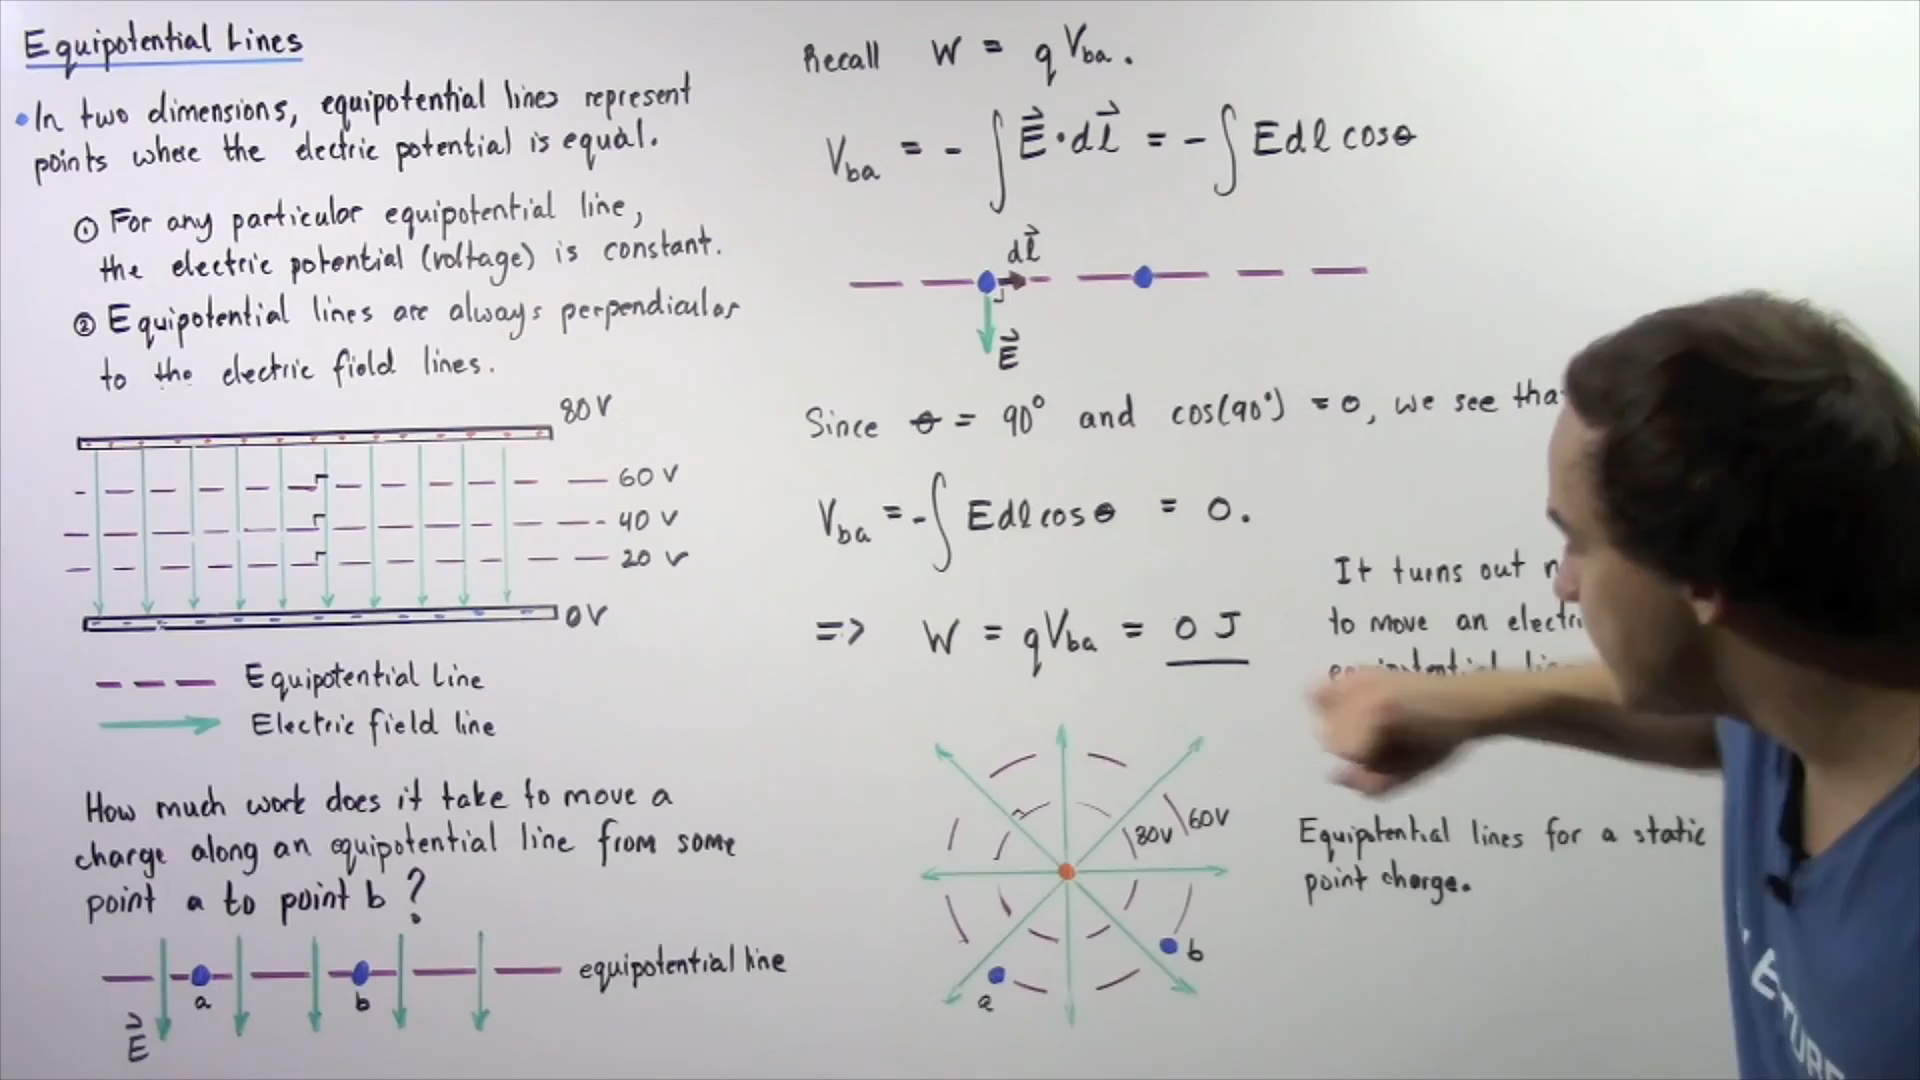 Equipotential Lines
• In two dimensions, equipotential lines represent
points where the electric potential is equal.
① For any particular equipotential line,
the electric potential (voltage) is constant.
② Equipotential lines are always perpendicular
to the electric field lines.
80 V
60 V
40 V
20 V
0 V
Equipotential Line
Electric field line
How much work does it take to move a
charge along an equipotential line from some
point a to point b?
equipotential line
a b
E⃗
Recall W = qVba.
Vba = - ∫ E⃗ · dl⃗ = - ∫ E dl cosθ
dl⃗
E⃗
Since θ = 90° and cos(90°) = 0, we see tha
Vba = - ∫ E dl cosθ = 0.
=> W = qVba = 0 J
It turns out
to move an
80V 60V
a
b
Equipotential lines for a static
point charge.